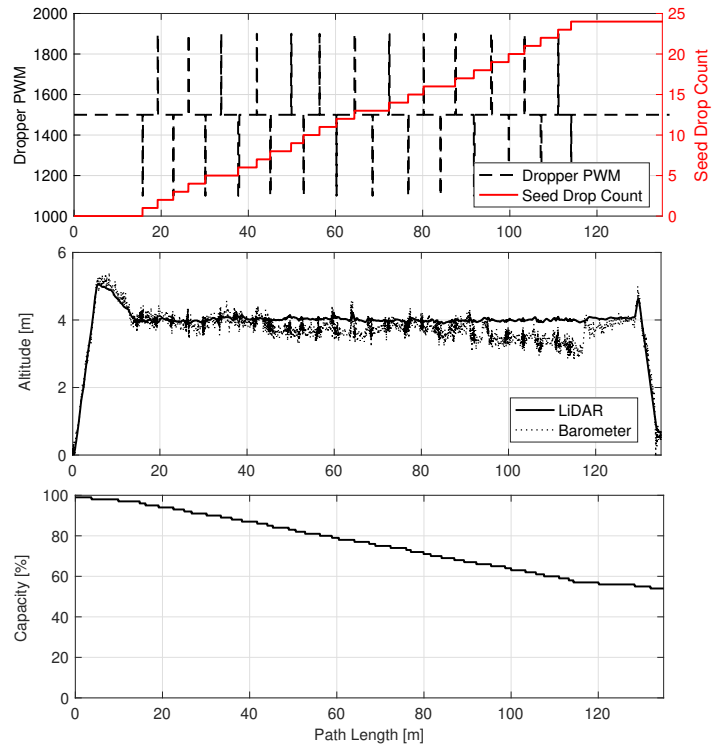 2000
1800
1600
1400
1200
1000
Dropper PWM
25
20
15
10
5
0
Seed Drop Count
Dropper PWM
Seed Drop Count
0 20 40 60 80 100 120
6
4
2
0
Altitude [m]
LiDAR
Barometer
0 20 40 60 80 100 120
100
80
60
40
20
0
Capacity [%]
0 20 40 60 80 100 120
Path Length [m]